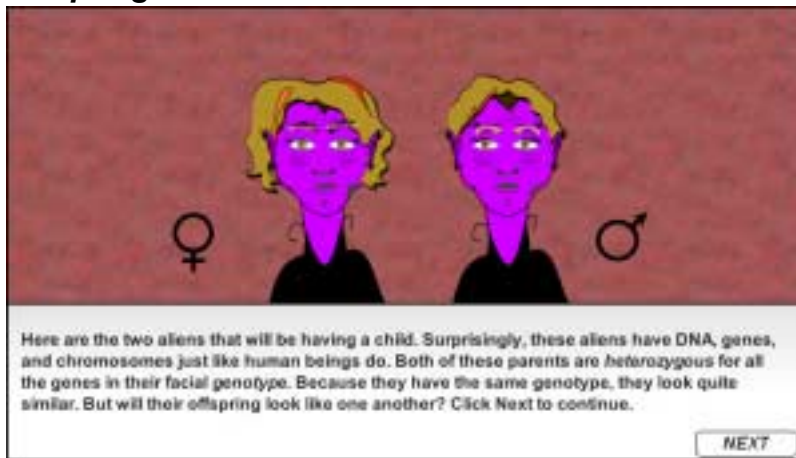 Here are the two aliens that will be having a child. Surprisingly, these aliens have DNA, genes,
and chromosomes just like human beings do. Both of these parents are heterozygous for all
the genes in their facial genotype. Because they have the same genotype, they look quite
similar. But will their offspring look like one another? Click Next to continue.
NEXT